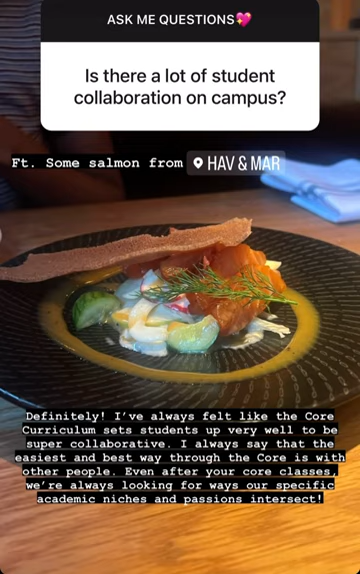 ASK ME QUESTIONS💖
Is there a lot of student
collaboration on campus?
Ft. Some salmon from HAV & MAR
Definitely! I've always felt like the Core
Curriculum sets students up very well to be
super collaborative. I always say that the
easiest and best way through the Core is with
other people. Even after your core classes,
we're always looking for ways our specific
academic niches and passions intersect!